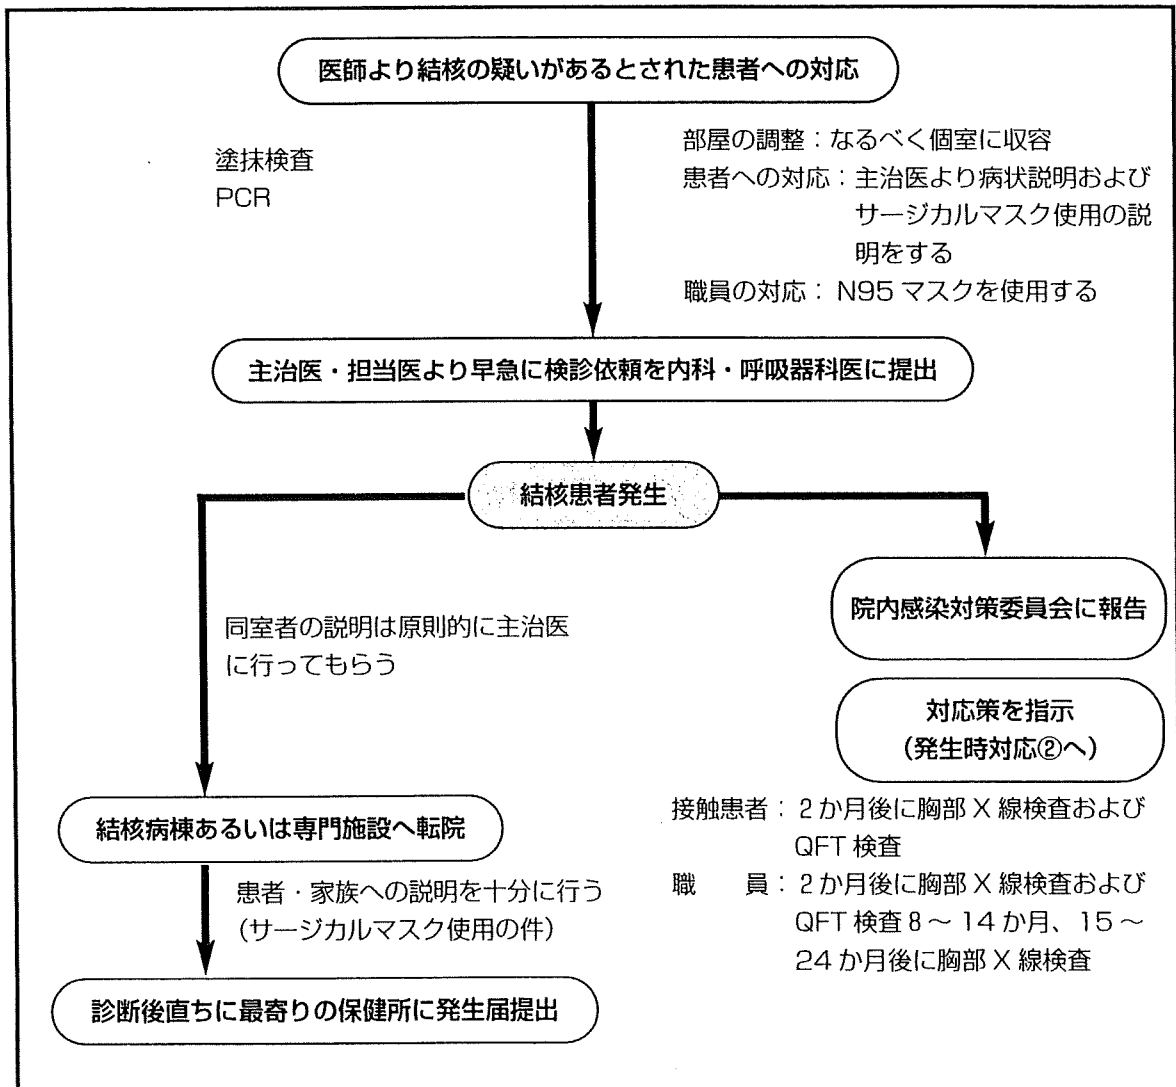 医師より結核の疑いがあるとされた患者への対応
塗抹検査
PCR
部屋の調整：なるべく個室に収容
患者への対応：主治医より病状説明および
サージカルマスク使用の説
明をする
職員の対応：N95 マスクを使用する
主治医・担当医より早急に検診依頼を内科・呼吸器科医に提出
結核患者発生
同室者の説明は原則的に主治医
に行ってもらう
院内感染対策委員会に報告
対応策を指示
（発生時対応②へ）
結核病棟あるいは専門施設へ転院
患者・家族への説明を十分に行う
（サージカルマスク使用の件）
診断後直ちに最寄りの保健所に発生届提出
接触患者：2か月後に胸部X線検査および
QFT 検査
職　　員：2か月後に胸部X線検査および
QFT 検査 8～14か月、15～
24か月後に胸部X線検査